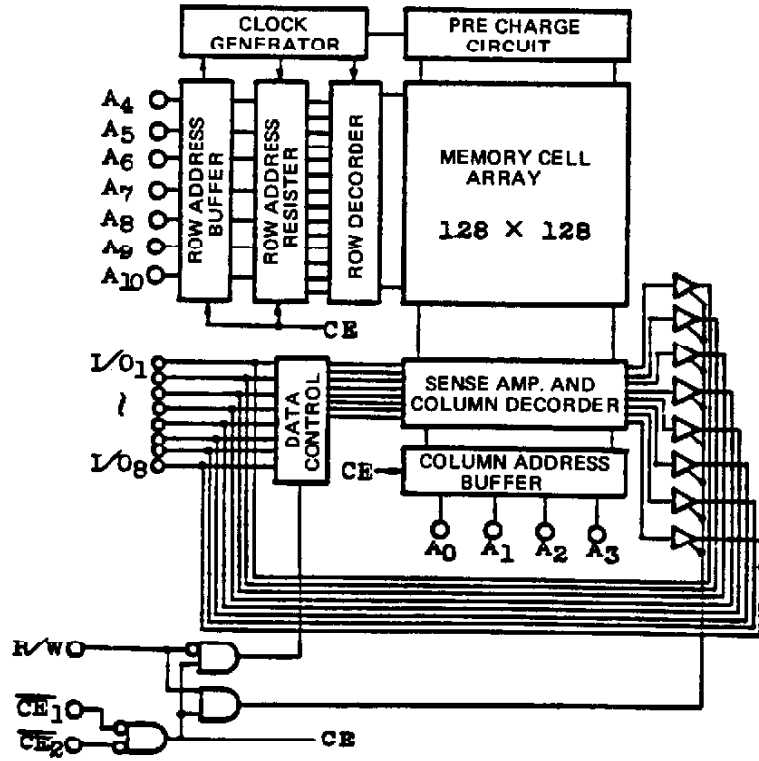 CLOCK
GENERATOR
PRE CHARGE
CIRCUIT
A4
A5
A6
A7
A8
A9
A10
ROW ADDRESS
BUFFER
ROW ADDRESS
RESISTER
ROW DECORDER
MEMORY CELL
ARRAY
128 × 128
CE
I/O1
~
I/O8
DATA
CONTROL
SENSE AMP. AND
COLUMN DECORDER
CE
COLUMN ADDRESS
BUFFER
A0
A1
A2
A3
R/W
CE1
CE2
CE